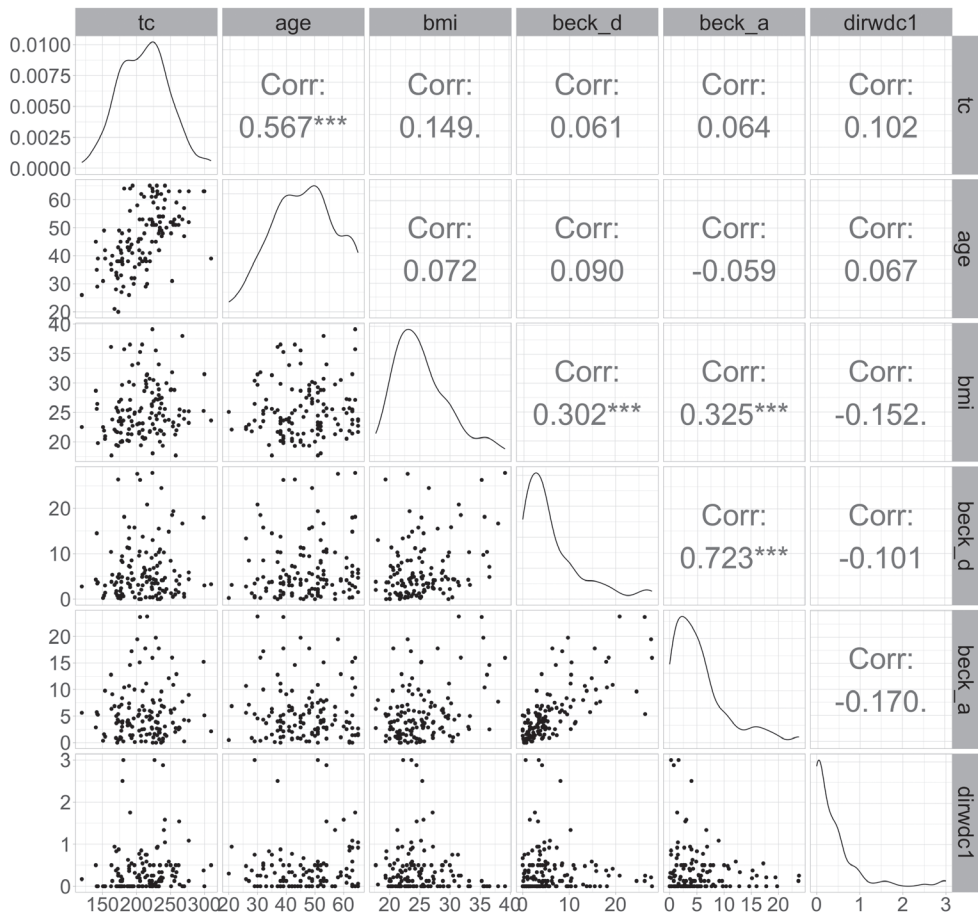 tc age bmi beck_d beck_a dirwdc1
0.0100
0.0075
0.0050
0.0025
0.0000
Corr:
0.567***
Corr:
0.149.
Corr:
0.061
Corr:
0.064
Corr:
0.102
tc
60
50
40
30
20
Corr:
0.072
Corr:
0.090
Corr:
-0.059
Corr:
0.067
age
40
35
30
25
20
Corr:
0.302***
Corr:
0.325***
Corr:
-0.152.
bmi
20
10
0
Corr:
0.723***
Corr:
-0.101
beck_d
20
15
10
5
0
Corr:
-0.170.
beck_a
3
2
1
0
dirwdc1
150 200 250 300 20 30 40 50 60 20 25 30 35 40 0 10 20 0 5 10 15 20 0 1 2 3